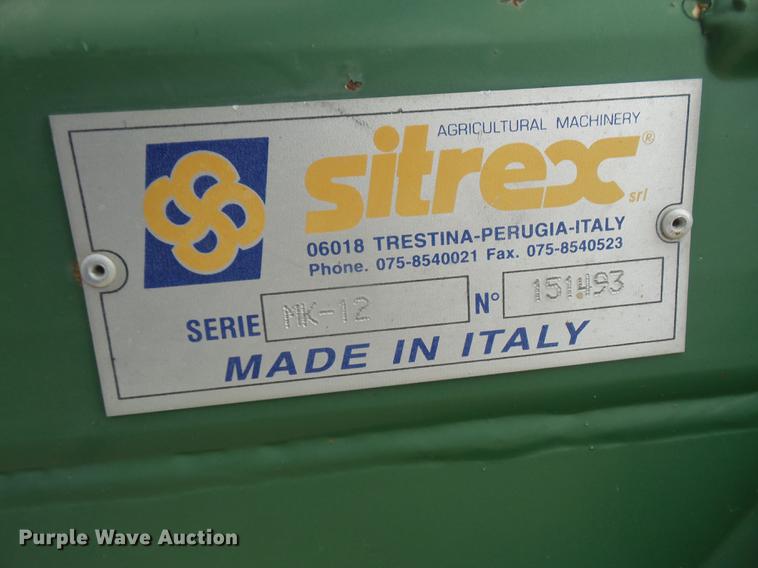 AGRICULTURAL MACHINERY
sitrex® srl
06018 TRESTINA-PERUGIA-ITALY
Phone. 075-8540021 Fax. 075-8540523
SERIE MK-12 N° 151493
MADE IN ITALY
Purple Wave Auction